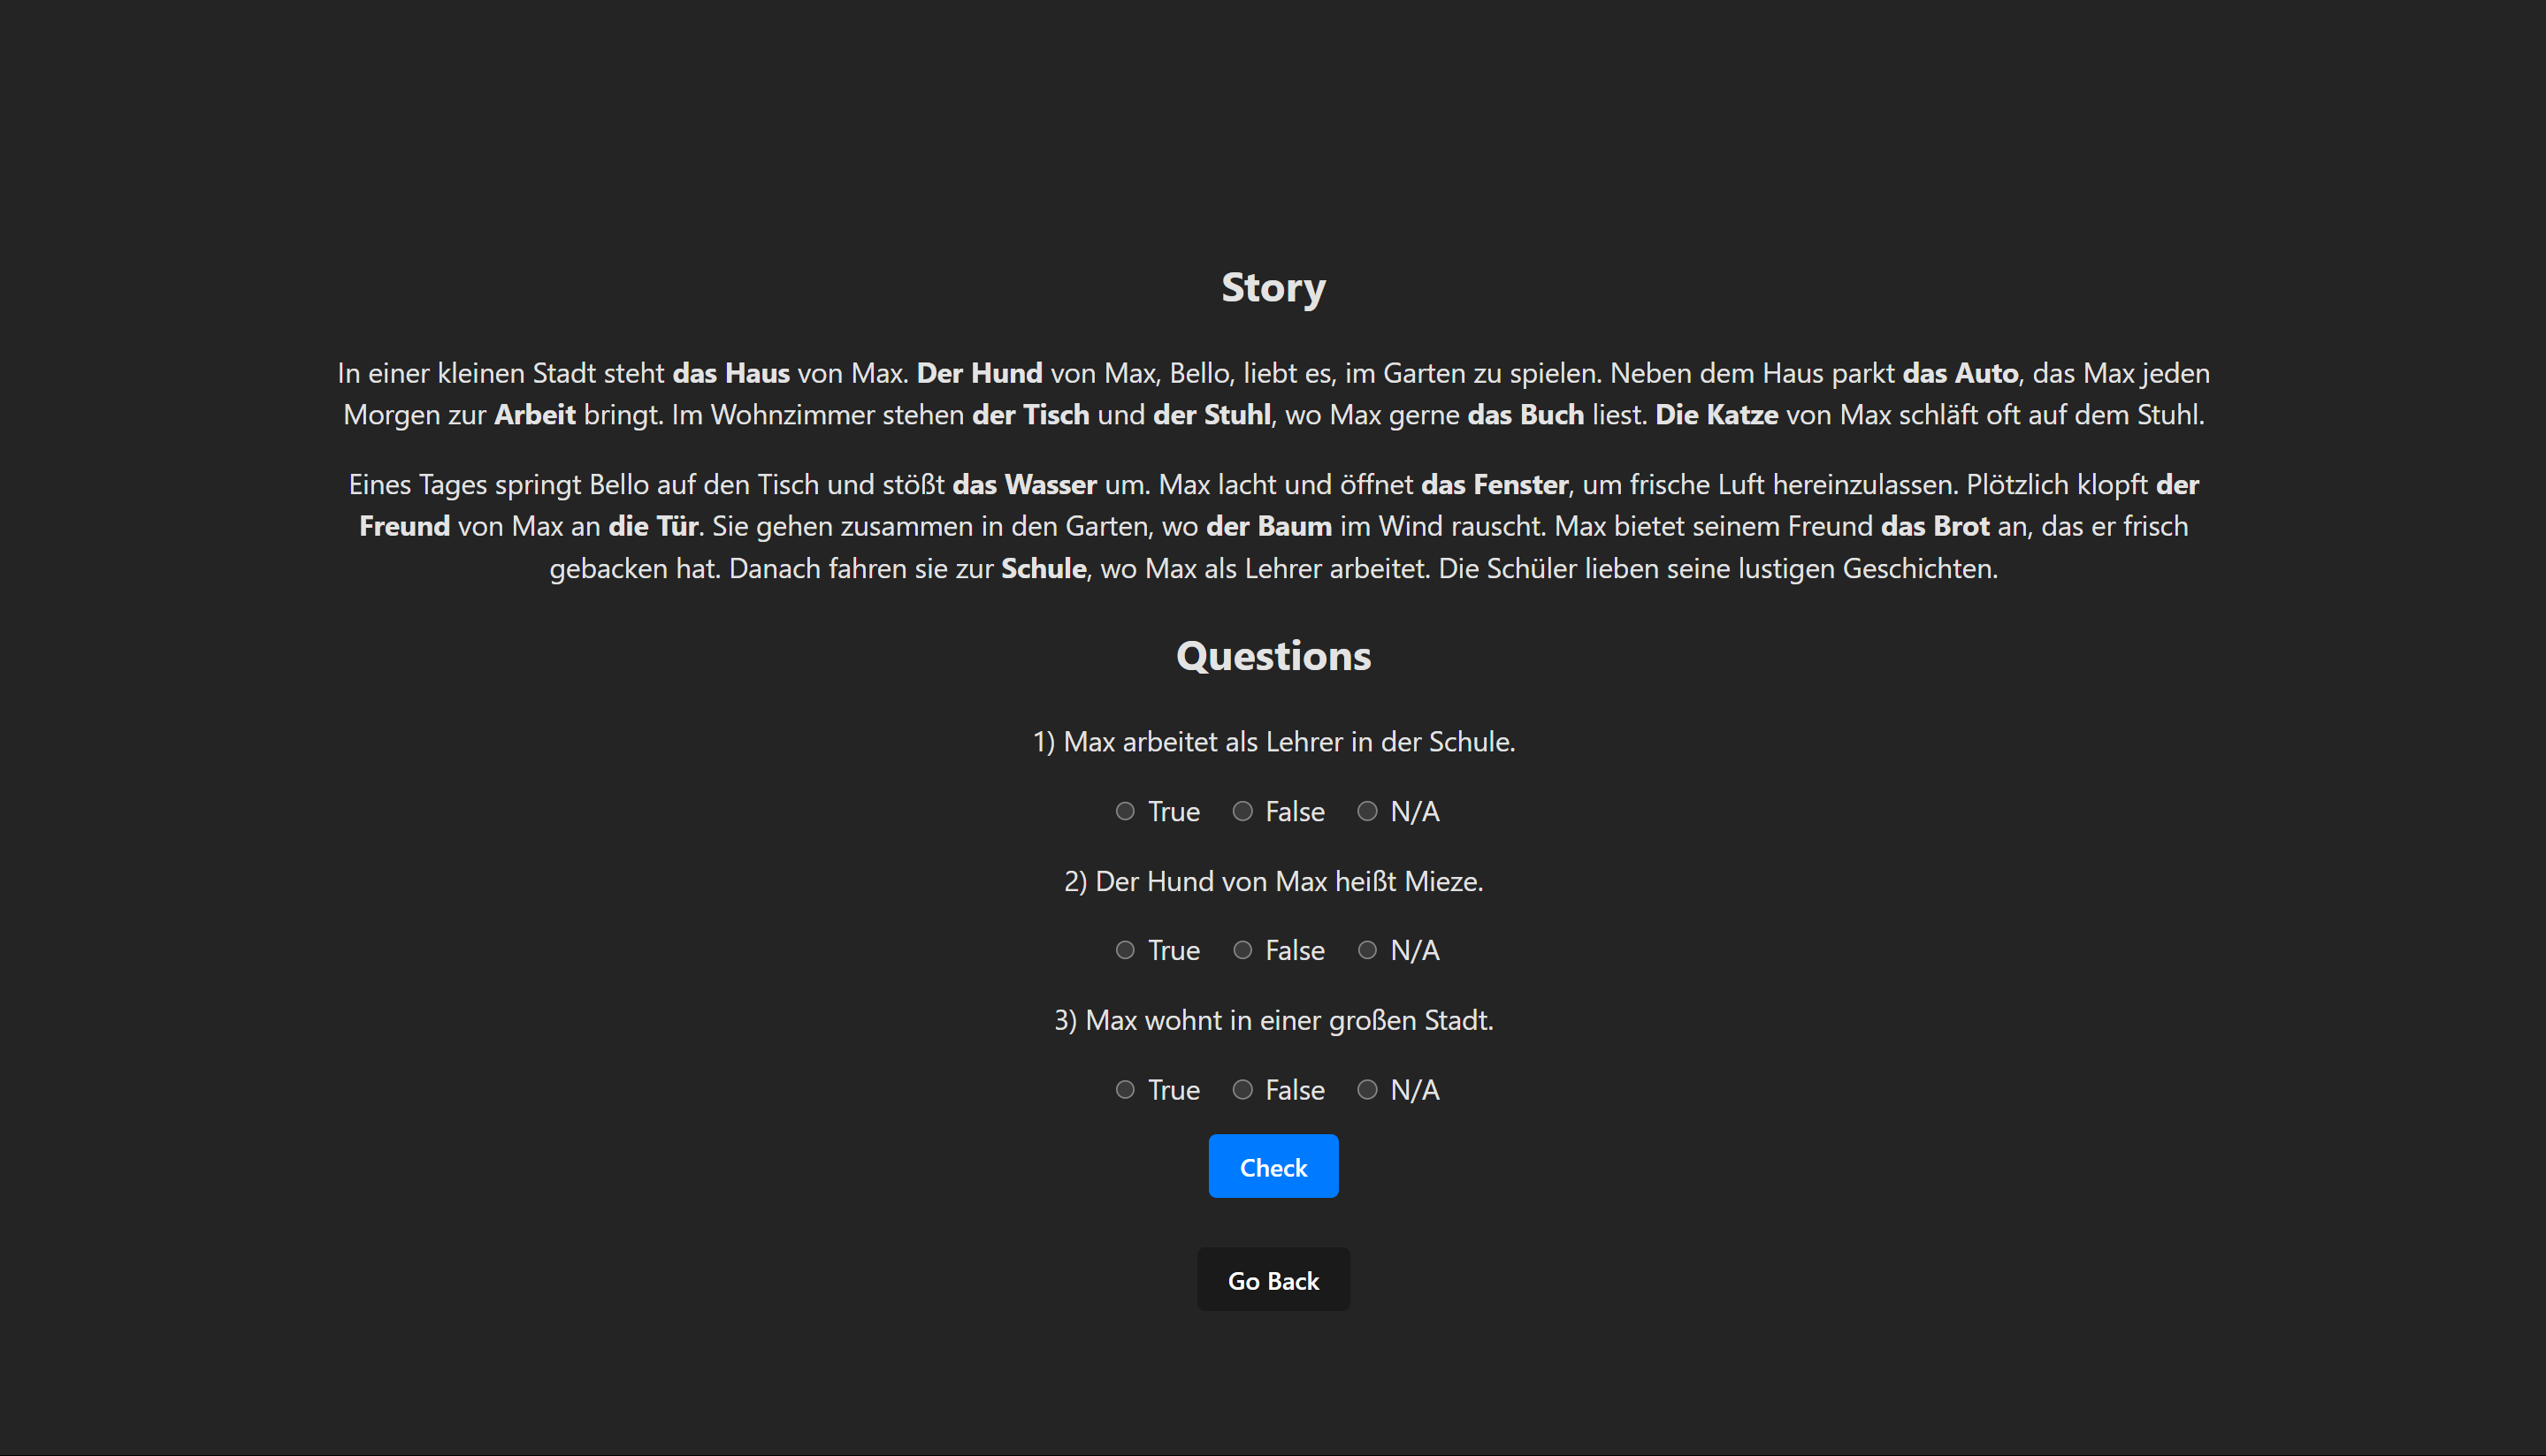 Story
In einer kleinen Stadt steht das Haus von Max. Der Hund von Max, Bello, liebt es, im Garten zu spielen. Neben dem Haus parkt das Auto, das Max jeden
Morgen zur Arbeit bringt. Im Wohnzimmer stehen der Tisch und der Stuhl, wo Max gerne das Buch liest. Die Katze von Max schläft oft auf dem Stuhl.
Eines Tages springt Bello auf den Tisch und stößt das Wasser um. Max lacht und öffnet das Fenster, um frische Luft hereinzulassen. Plötzlich klopft der
Freund von Max an die Tür. Sie gehen zusammen in den Garten, wo der Baum im Wind rauscht. Max bietet seinem Freund das Brot an, das er frisch
gebacken hat. Danach fahren sie zur Schule, wo Max als Lehrer arbeitet. Die Schüler lieben seine lustigen Geschichten.
Questions
1) Max arbeitet als Lehrer in der Schule.
True False N/A
2) Der Hund von Max heißt Mieze.
True False N/A
3) Max wohnt in einer großen Stadt.
True False N/A
Check
Go Back